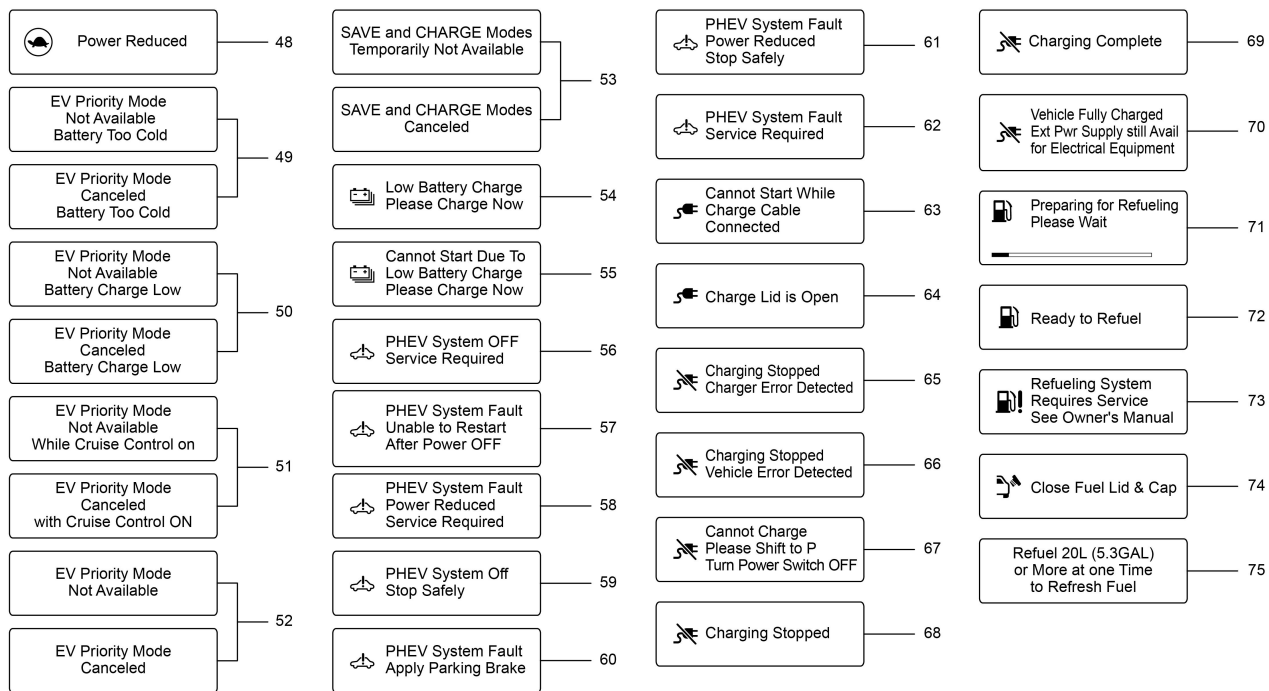 Power Reduced
48
EV Priority Mode
Not Available
Battery Too Cold
EV Priority Mode
Canceled
Battery Too Cold
49
EV Priority Mode
Not Available
Battery Charge Low
EV Priority Mode
Canceled
Battery Charge Low
50
EV Priority Mode
Not Available
While Cruise Control on
EV Priority Mode
Canceled
with Cruise Control ON
51
EV Priority Mode
Not Available
EV Priority Mode
Canceled
52
SAVE and CHARGE Modes
Temporarily Not Available
SAVE and CHARGE Modes
Canceled
53
Low Battery Charge
Please Charge Now
54
Cannot Start Due To
Low Battery Charge
Please Charge Now
55
PHEV System OFF
Service Required
56
PHEV System Fault
Unable to Restart
After Power OFF
57
PHEV System Fault
Power Reduced
Service Required
58
PHEV System Off
Stop Safely
59
PHEV System Fault
Apply Parking Brake
60
PHEV System Fault
Power Reduced
Stop Safely
61
PHEV System Fault
Service Required
62
Cannot Start While
Charge Cable
Connected
63
Charge Lid is Open
64
Charging Stopped
Charger Error Detected
65
Charging Stopped
Vehicle Error Detected
66
Cannot Charge
Please Shift to P
Turn Power Switch OFF
67
Charging Stopped
68
Charging Complete
69
Vehicle Fully Charged
Ext Pwr Supply still Avail
for Electrical Equipment
70
Preparing for Refueling
Please Wait
71
Ready to Refuel
72
Refueling System
Requires Service
See Owner's Manual
73
Close Fuel Lid & Cap
74
Refuel 20L (5.3GAL)
or More at one Time
to Refresh Fuel
75